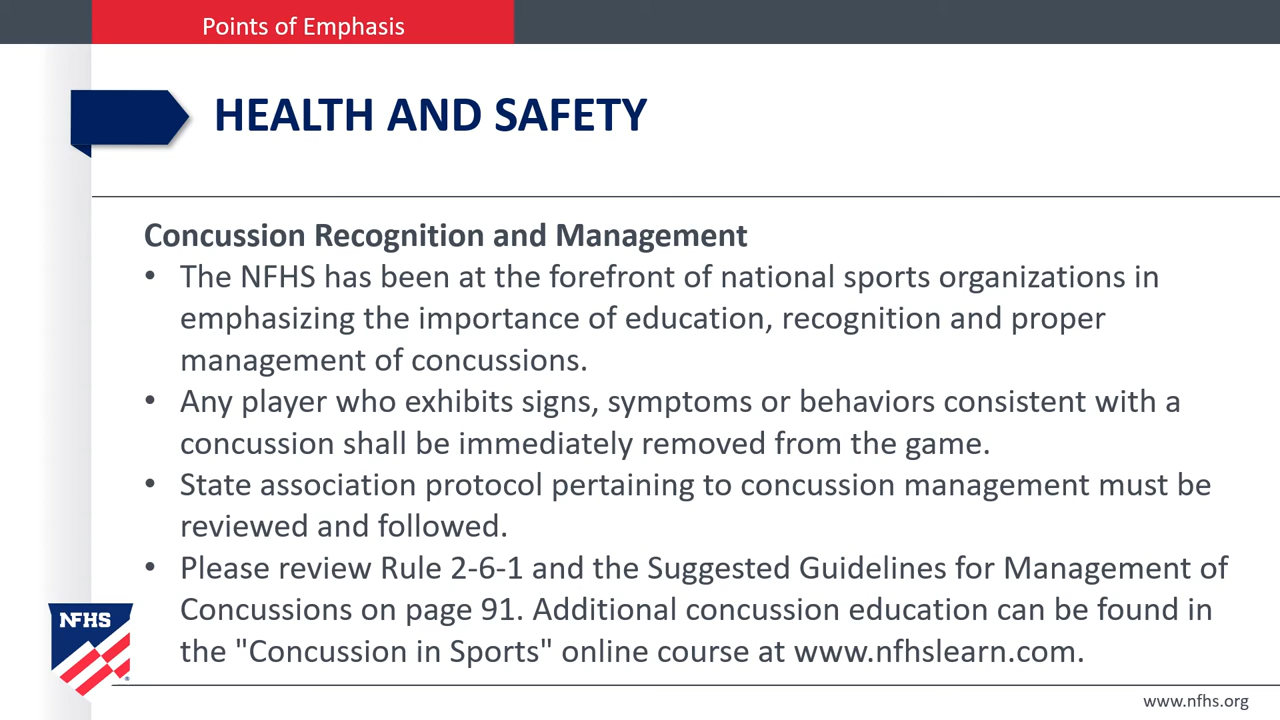 Points of Emphasis
HEALTH AND SAFETY
Concussion Recognition and Management
• The NFHS has been at the forefront of national sports organizations in
emphasizing the importance of education, recognition and proper
management of concussions.
• Any player who exhibits signs, symptoms or behaviors consistent with a
concussion shall be immediately removed from the game.
• State association protocol pertaining to concussion management must be
reviewed and followed.
• Please review Rule 2-6-1 and the Suggested Guidelines for Management of
Concussions on page 91. Additional concussion education can be found in
the "Concussion in Sports" online course at www.nfhslearn.com.
NFHS
www.nfhs.org